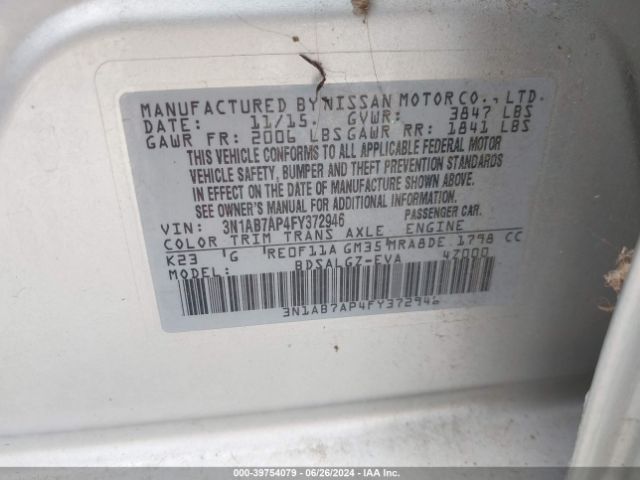 MANUFACTURED BY NISSAN MOTOR CO., LTD.
DATE: 11/15 GVWR: 3847 LBS
GAWR FR: 2006 LBS GAWR RR: 1841 LBS
THIS VEHICLE CONFORMS TO ALL APPLICABLE FEDERAL MOTOR
VEHICLE SAFETY, BUMPER AND THEFT PREVENTION STANDARDS
IN EFFECT ON THE DATE OF MANUFACTURE SHOWN ABOVE.
SEE OWNER'S MANUAL FOR ADDITIONAL INFORMATION.
VIN: 3N1AB7AP4FY372946 PASSENGER CAR.
COLOR TRIM TRANS AXLE ENGINE
K23 G RE0F11A GM35 MRA8DE 1798 CC
MODEL: BDSALGZ-EVA 4Z000
3N1AB7AP4FY372946
000-39754079 | 06/26/2024 | IAA Inc.